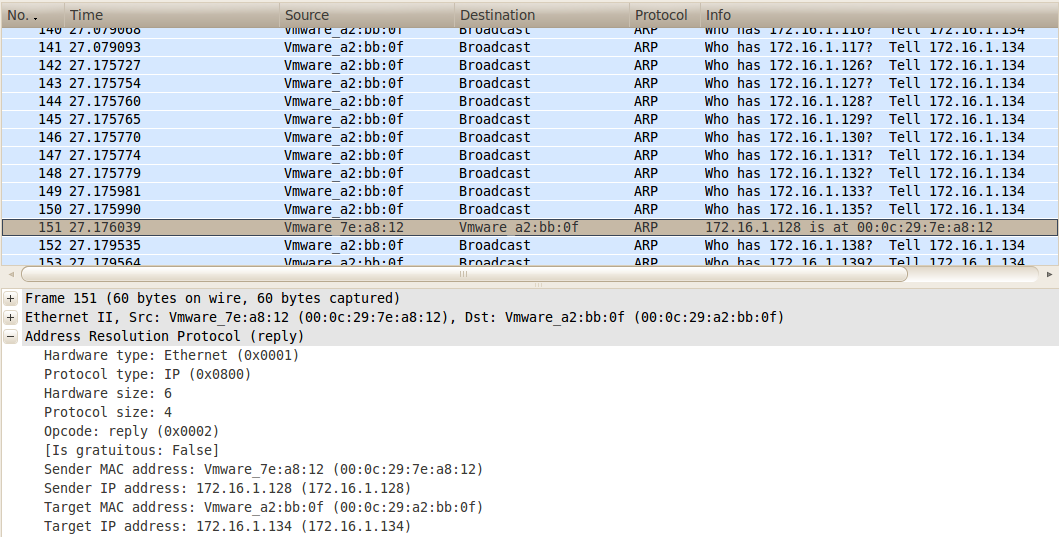 No. Time Source Destination Protocol Info
140 27.079068 Vmware_a2:bb:0f Broadcast ARP Who has 172.16.1.116? Tell 172.16.1.134
141 27.079093 Vmware_a2:bb:0f Broadcast ARP Who has 172.16.1.117? Tell 172.16.1.134
142 27.175727 Vmware_a2:bb:0f Broadcast ARP Who has 172.16.1.126? Tell 172.16.1.134
143 27.175754 Vmware_a2:bb:0f Broadcast ARP Who has 172.16.1.127? Tell 172.16.1.134
144 27.175760 Vmware_a2:bb:0f Broadcast ARP Who has 172.16.1.128? Tell 172.16.1.134
145 27.175765 Vmware_a2:bb:0f Broadcast ARP Who has 172.16.1.129? Tell 172.16.1.134
146 27.175770 Vmware_a2:bb:0f Broadcast ARP Who has 172.16.1.130? Tell 172.16.1.134
147 27.175774 Vmware_a2:bb:0f Broadcast ARP Who has 172.16.1.131? Tell 172.16.1.134
148 27.175779 Vmware_a2:bb:0f Broadcast ARP Who has 172.16.1.132? Tell 172.16.1.134
149 27.175981 Vmware_a2:bb:0f Broadcast ARP Who has 172.16.1.133? Tell 172.16.1.134
150 27.175990 Vmware_a2:bb:0f Broadcast ARP Who has 172.16.1.135? Tell 172.16.1.134
151 27.176039 Vmware_7e:a8:12 Vmware_a2:bb:0f ARP 172.16.1.128 is at 00:0c:29:7e:a8:12
152 27.179535 Vmware_a2:bb:0f Broadcast ARP Who has 172.16.1.138? Tell 172.16.1.134
153 27.179564 Vmware_a2:bb:0f Broadcast ARP Who has 172.16.1.139? Tell 172.16.1.134
Frame 151 (60 bytes on wire, 60 bytes captured)
Ethernet II, Src: Vmware_7e:a8:12 (00:0c:29:7e:a8:12), Dst: Vmware_a2:bb:0f (00:0c:29:a2:bb:0f)
Address Resolution Protocol (reply)
Hardware type: Ethernet (0x0001)
Protocol type: IP (0x0800)
Hardware size: 6
Protocol size: 4
Opcode: reply (0x0002)
[Is gratuitous: False]
Sender MAC address: Vmware_7e:a8:12 (00:0c:29:7e:a8:12)
Sender IP address: 172.16.1.128 (172.16.1.128)
Target MAC address: Vmware_a2:bb:0f (00:0c:29:a2:bb:0f)
Target IP address: 172.16.1.134 (172.16.1.134)